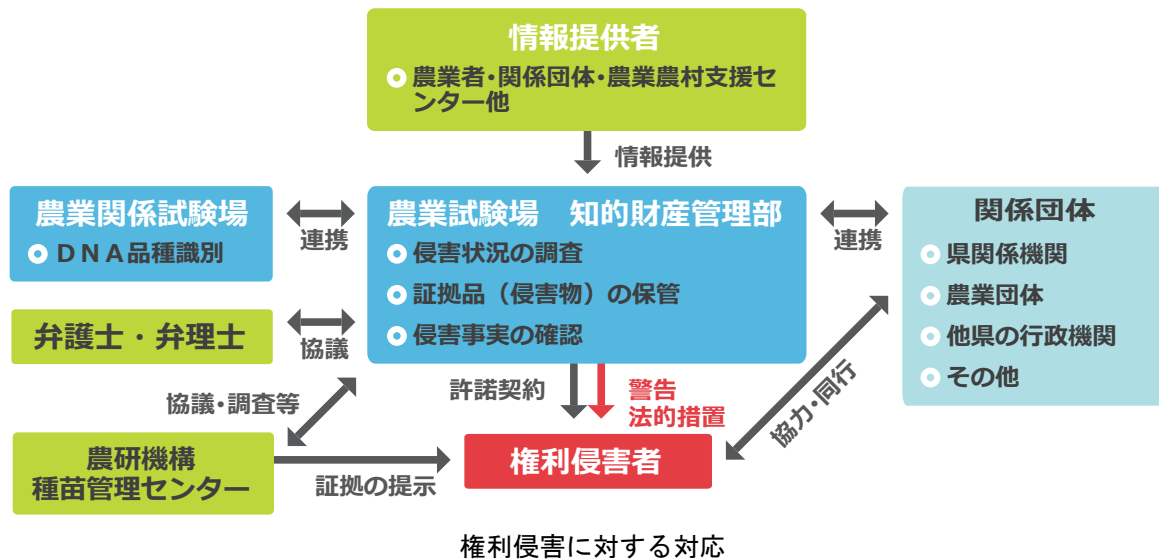 情報提供者
農業者・関係団体・農業農村支援セ
ンター他
情報提供
農業関係試験場
ＤＮＡ品種識別
連携
農業試験場　知的財産管理部
侵害状況の調査
証拠品（侵害物）の保管
侵害事実の確認
連携
関係団体
県関係機関
農業団体
他県の行政機関
その他
弁護士・弁理士
協議
協議・調査等
許諾契約
警告
法的措置
協力・同行
農研機構
種苗管理センター
証拠の提示
権利侵害者
権利侵害に対する対応